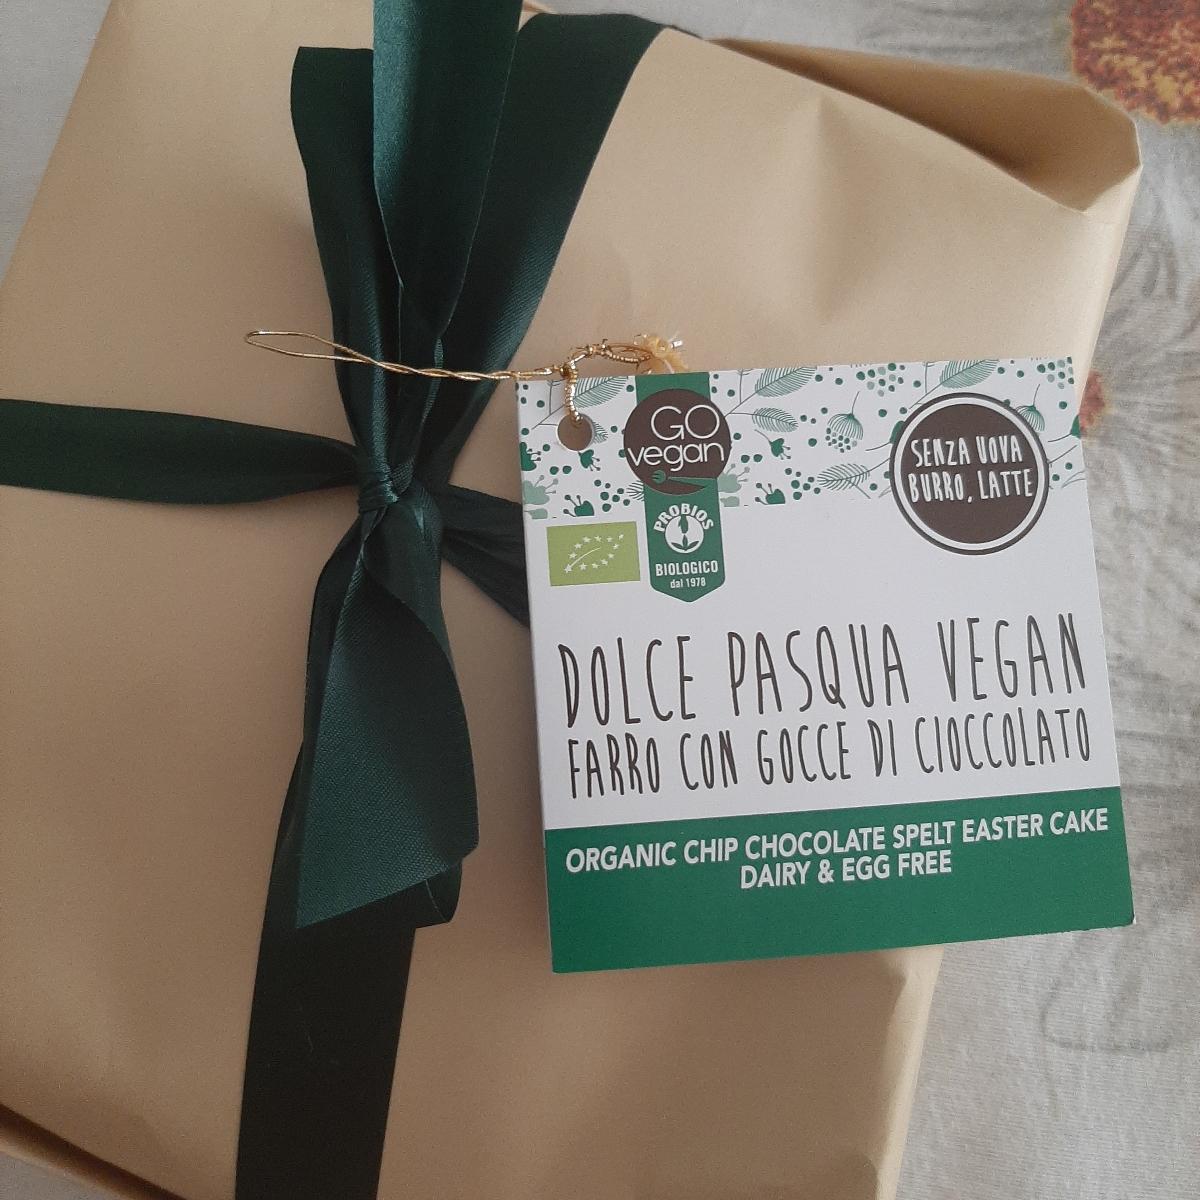 GO
vegan
SENZA UOVA
BURRO, LATTE
PROBIOS
BIOLOGICO
dal 1978
DOLCE PASQUA VEGAN
FARRO CON GOCCE DI CIOCCOLATO
ORGANIC CHIP CHOCOLATE SPELT EASTER CAKE
DAIRY & EGG FREE